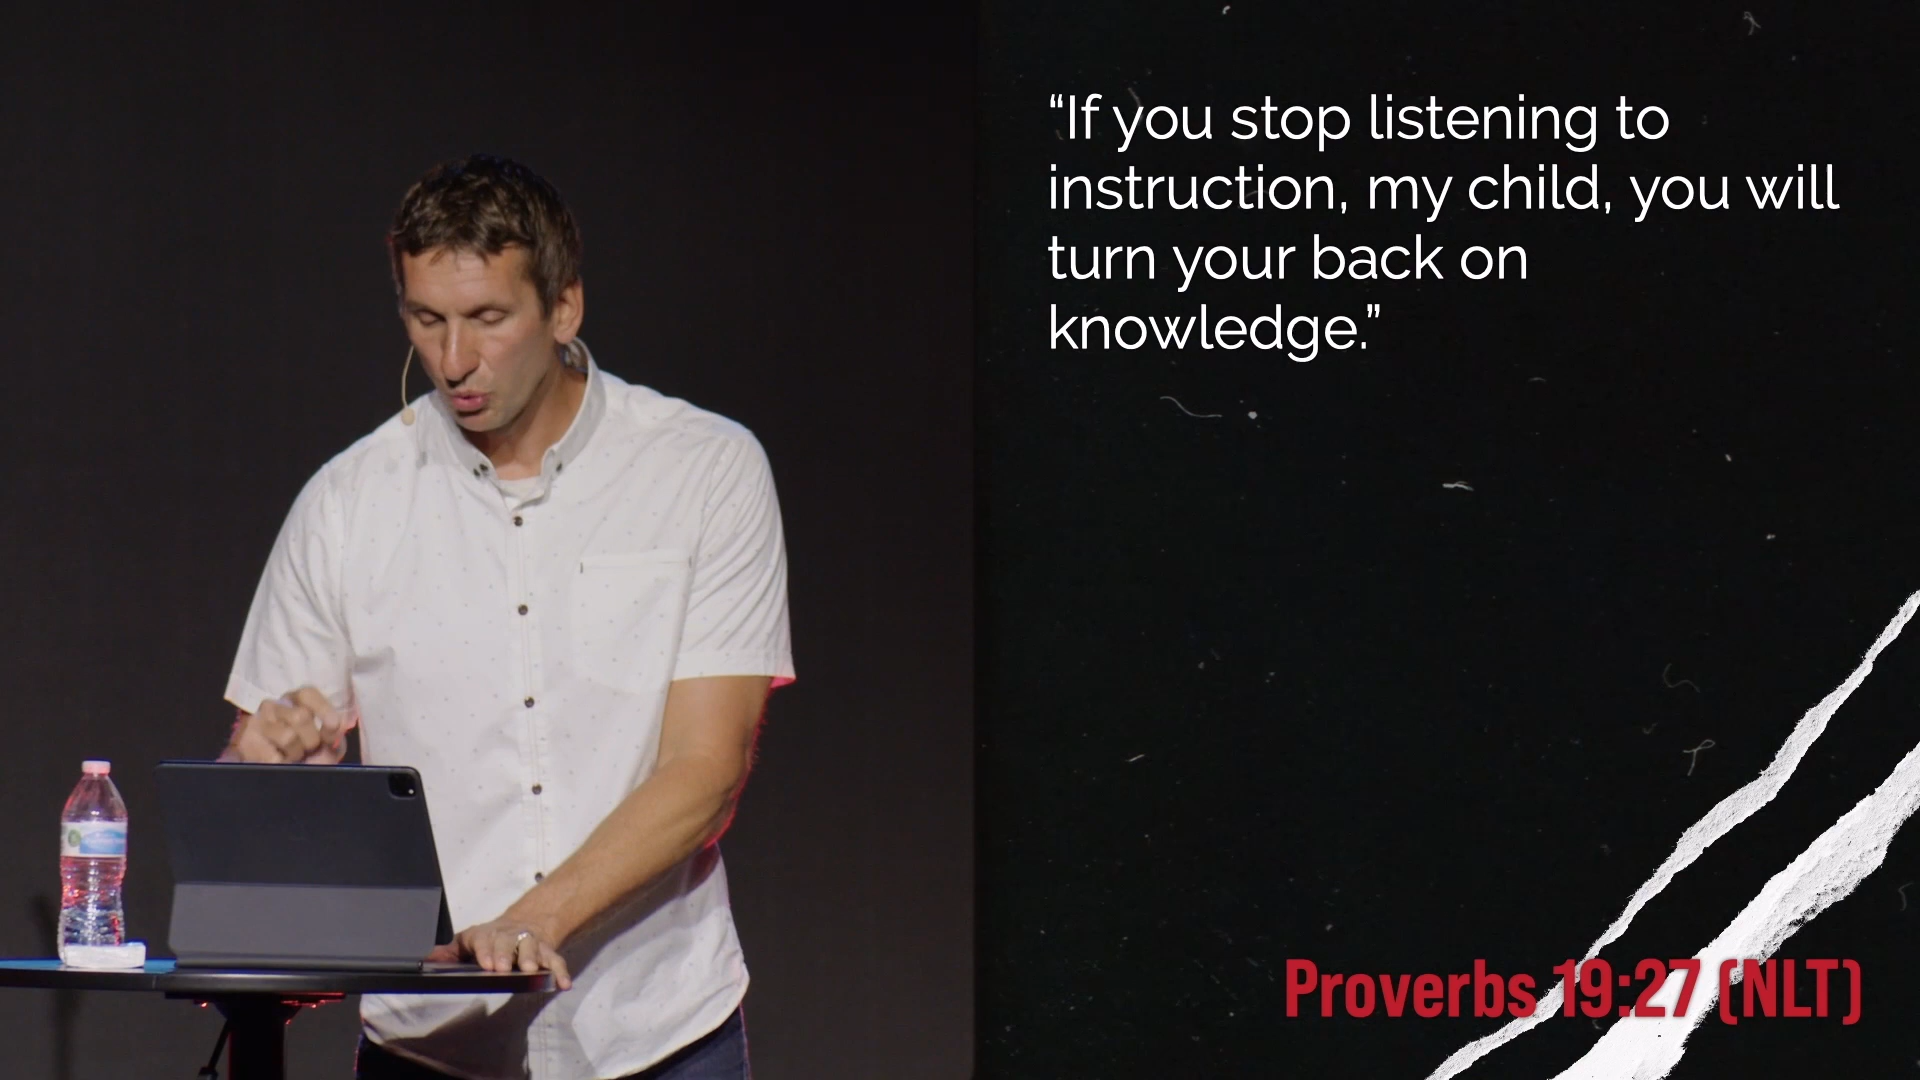 “If you stop listening to
instruction, my child, you will
turn your back on
knowledge.”
Proverbs 19:27 (NLT)